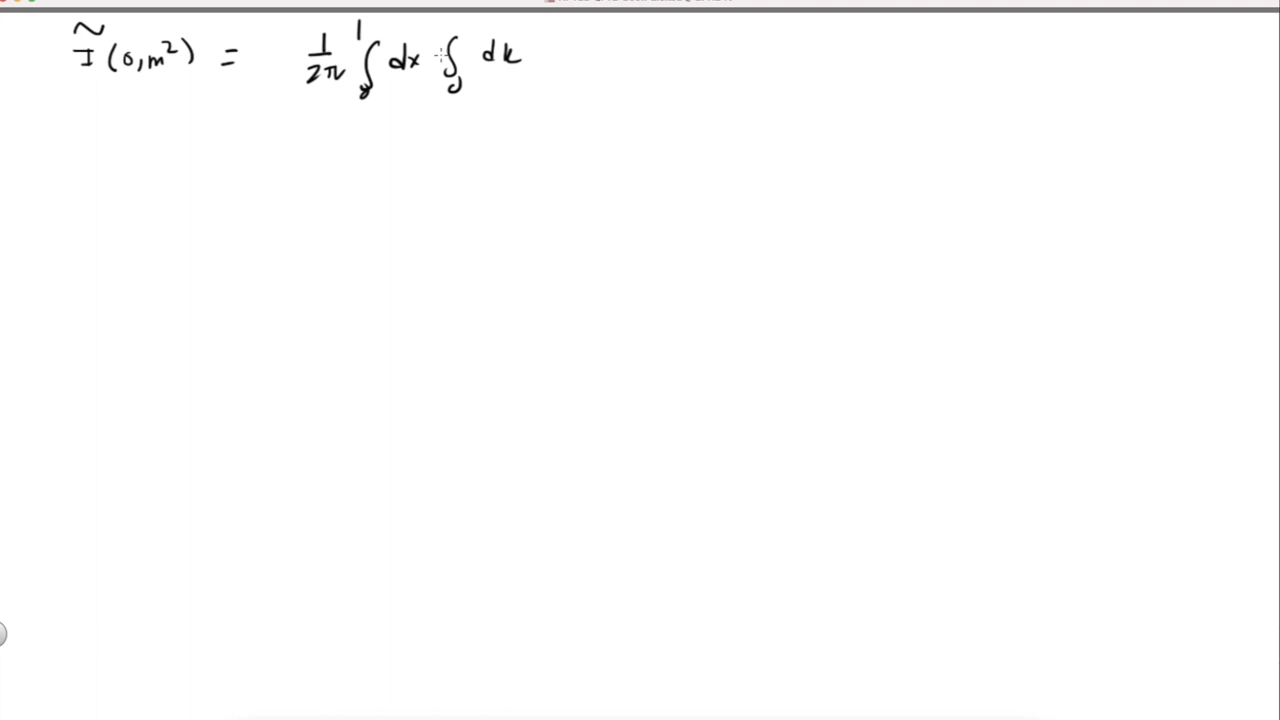 Ĩ(0,m²) = 1/2π ∫₀¹ dx ∫₀ dk